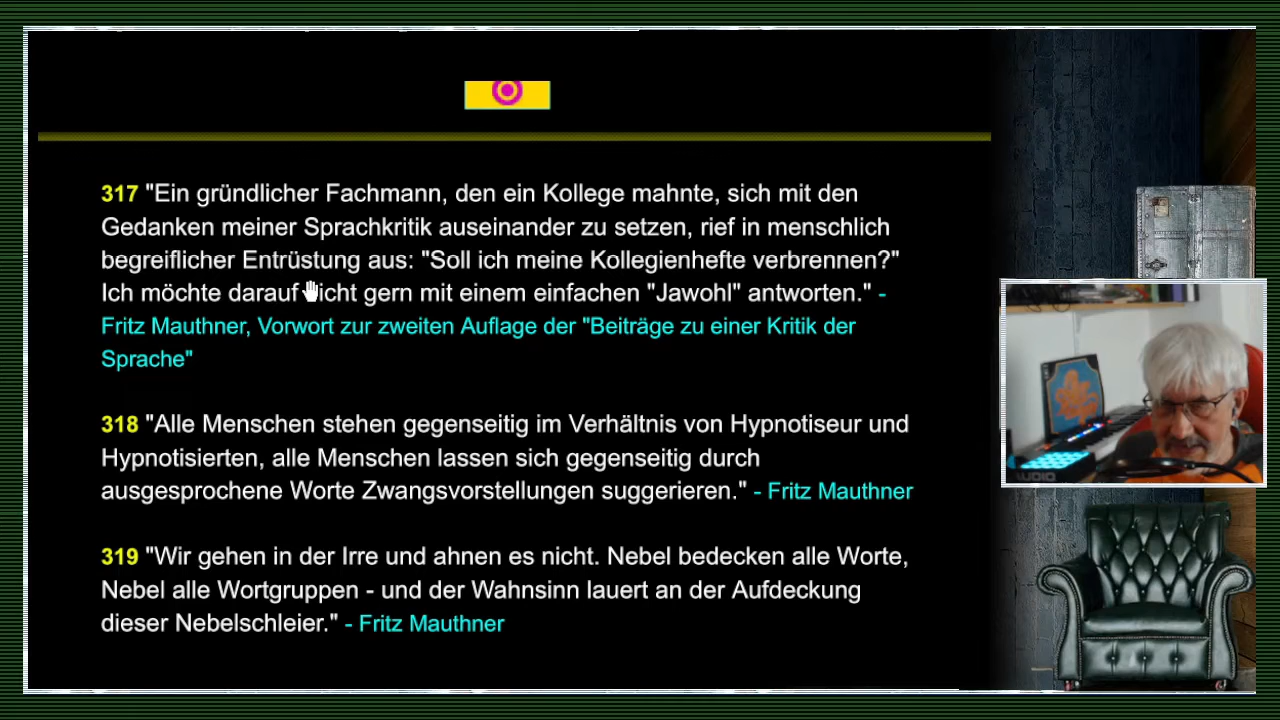 317 "Ein gründlicher Fachmann, den ein Kollege mahnte, sich mit den
Gedanken meiner Sprachkritik auseinander zu setzen, rief in menschlich
begreiflicher Entrüstung aus: "Soll ich meine Kollegienhefte verbrennen?"
Ich möchte darauf nicht gern mit einem einfachen "Jawohl" antworten." -
Fritz Mauthner, Vorwort zur zweiten Auflage der "Beiträge zu einer Kritik der
Sprache"
318 "Alle Menschen stehen gegenseitig im Verhältnis von Hypnotiseur und
Hypnotisierten, alle Menschen lassen sich gegenseitig durch
ausgesprochene Worte Zwangsvorstellungen suggerieren." - Fritz Mauthner
319 "Wir gehen in der Irre und ahnen es nicht. Nebel bedecken alle Worte,
Nebel alle Wortgruppen - und der Wahnsinn lauert an der Aufdeckung
dieser Nebelschleier." - Fritz Mauthner